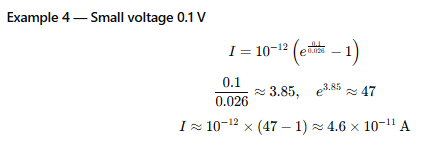 Example 4 — Small voltage 0.1 V
I = 10⁻¹² (e^(0.1/0.026) − 1)
0.1/0.026 ≈ 3.85, e^3.85 ≈ 47
I ≈ 10⁻¹² × (47 − 1) ≈ 4.6 × 10⁻¹¹ A